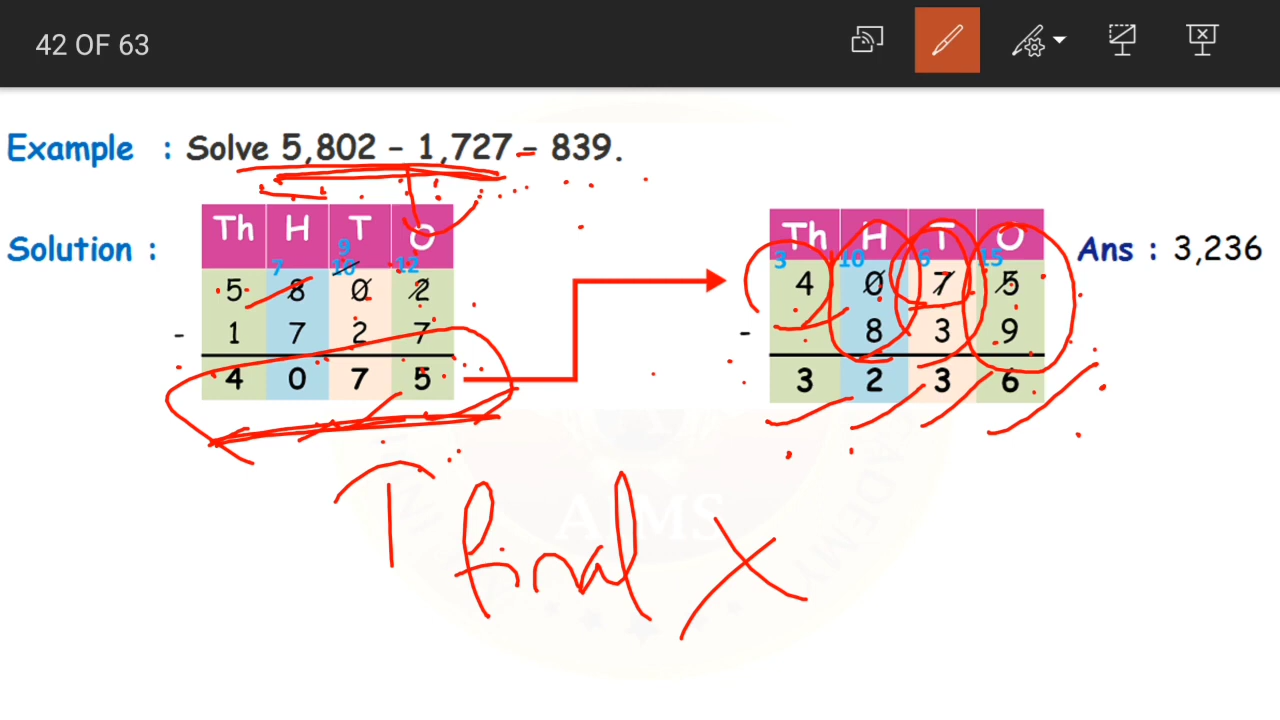 42 OF 63
Example : Solve 5,802 - 1,727 - 839.
Solution :
Th H T O
9
7 10 12
5 8 0 2
- 1 7 2 7
4 0 7 5
Th H T O
3 10 6 15
4 0 7 5
- 8 3 9
3 2 3 6
Ans : 3,236
T final X
AIMS
ADEMY